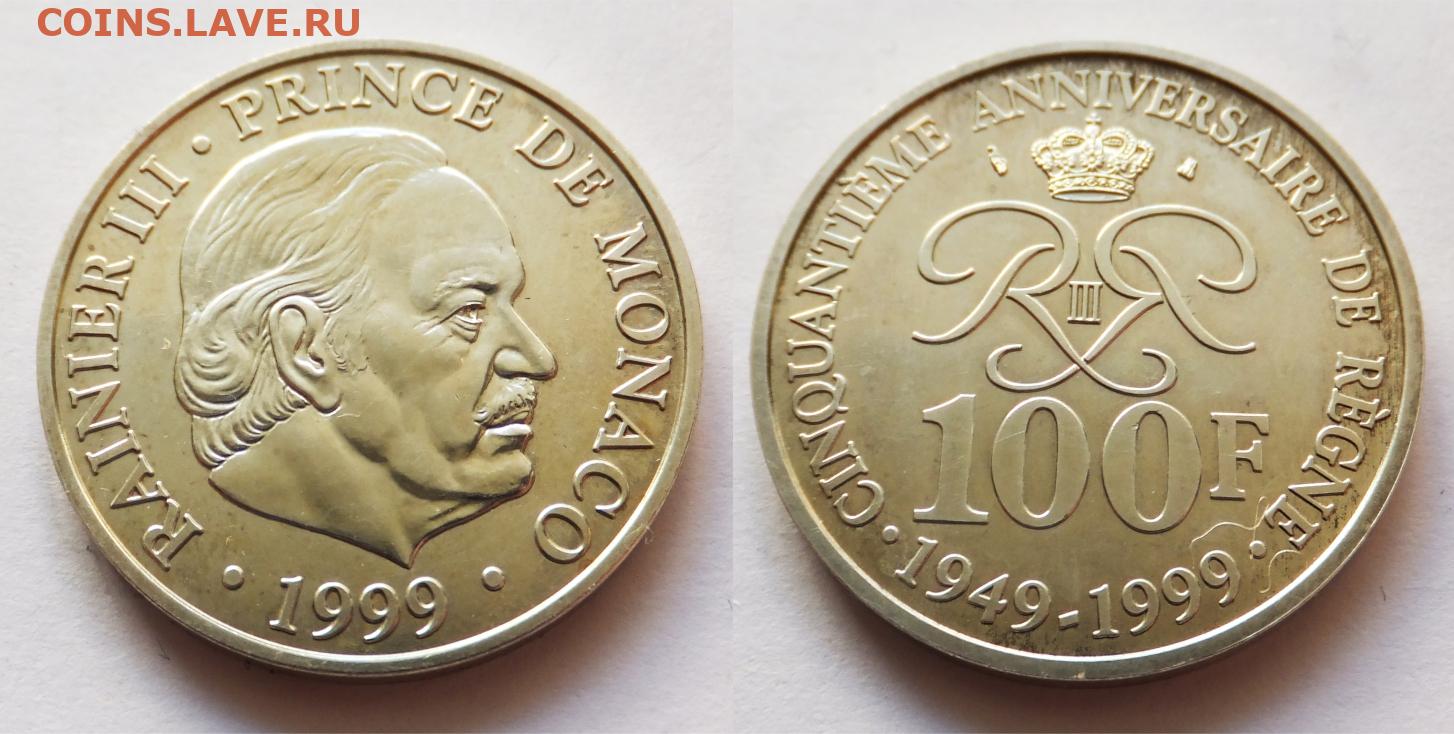 COINS.LAVE.RU
RAINIER III · PRINCE DE MONACO
· 1999 ·
CINQUANTIÈME ANNIVERSAIRE DE RÈGNE
A
III
100F
· 1949-1999 ·